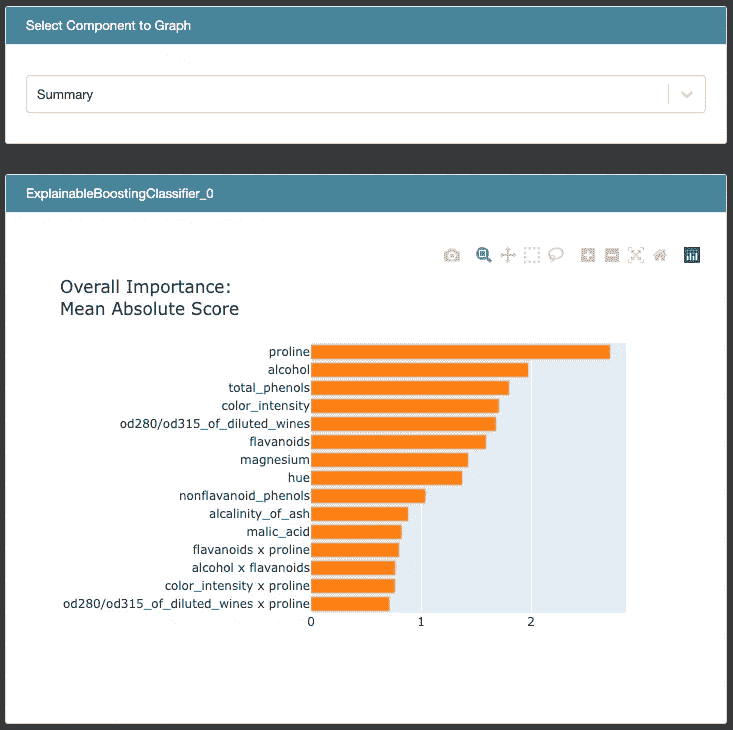 Select Component to Graph
Summary
ExplainableBoostingClassifier_0
Overall Importance:
Mean Absolute Score
proline
alcohol
total_phenols
color_intensity
od280/od315_of_diluted_wines
flavanoids
magnesium
hue
nonflavanoid_phenols
alcalinity_of_ash
malic_acid
flavanoids x proline
alcohol x flavanoids
color_intensity x proline
od280/od315_of_diluted_wines x proline
0 1 2